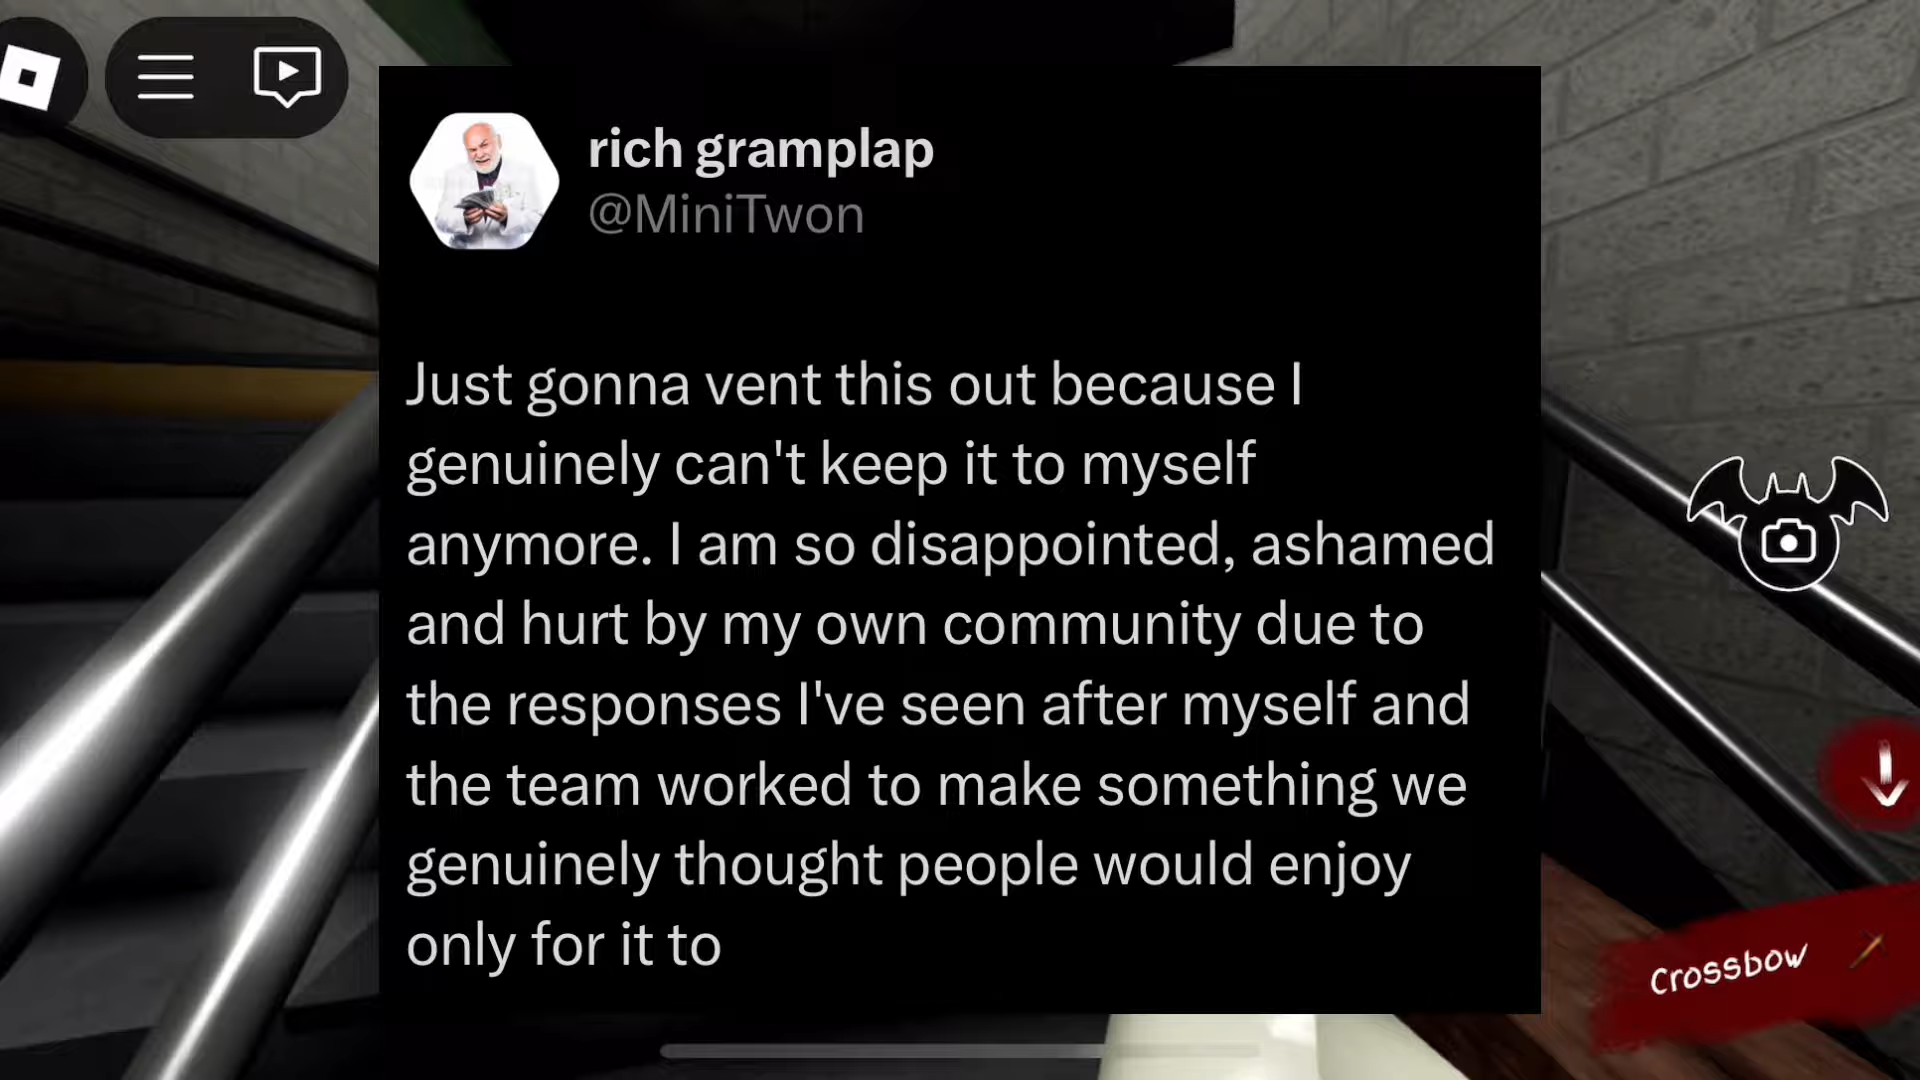 rich gramplap
@MiniTwon
Just gonna vent this out because I
genuinely can't keep it to myself
anymore. I am so disappointed, ashamed
and hurt by my own community due to
the responses I've seen after myself and
the team worked to make something we
genuinely thought people would enjoy
only for it to
Crossbow